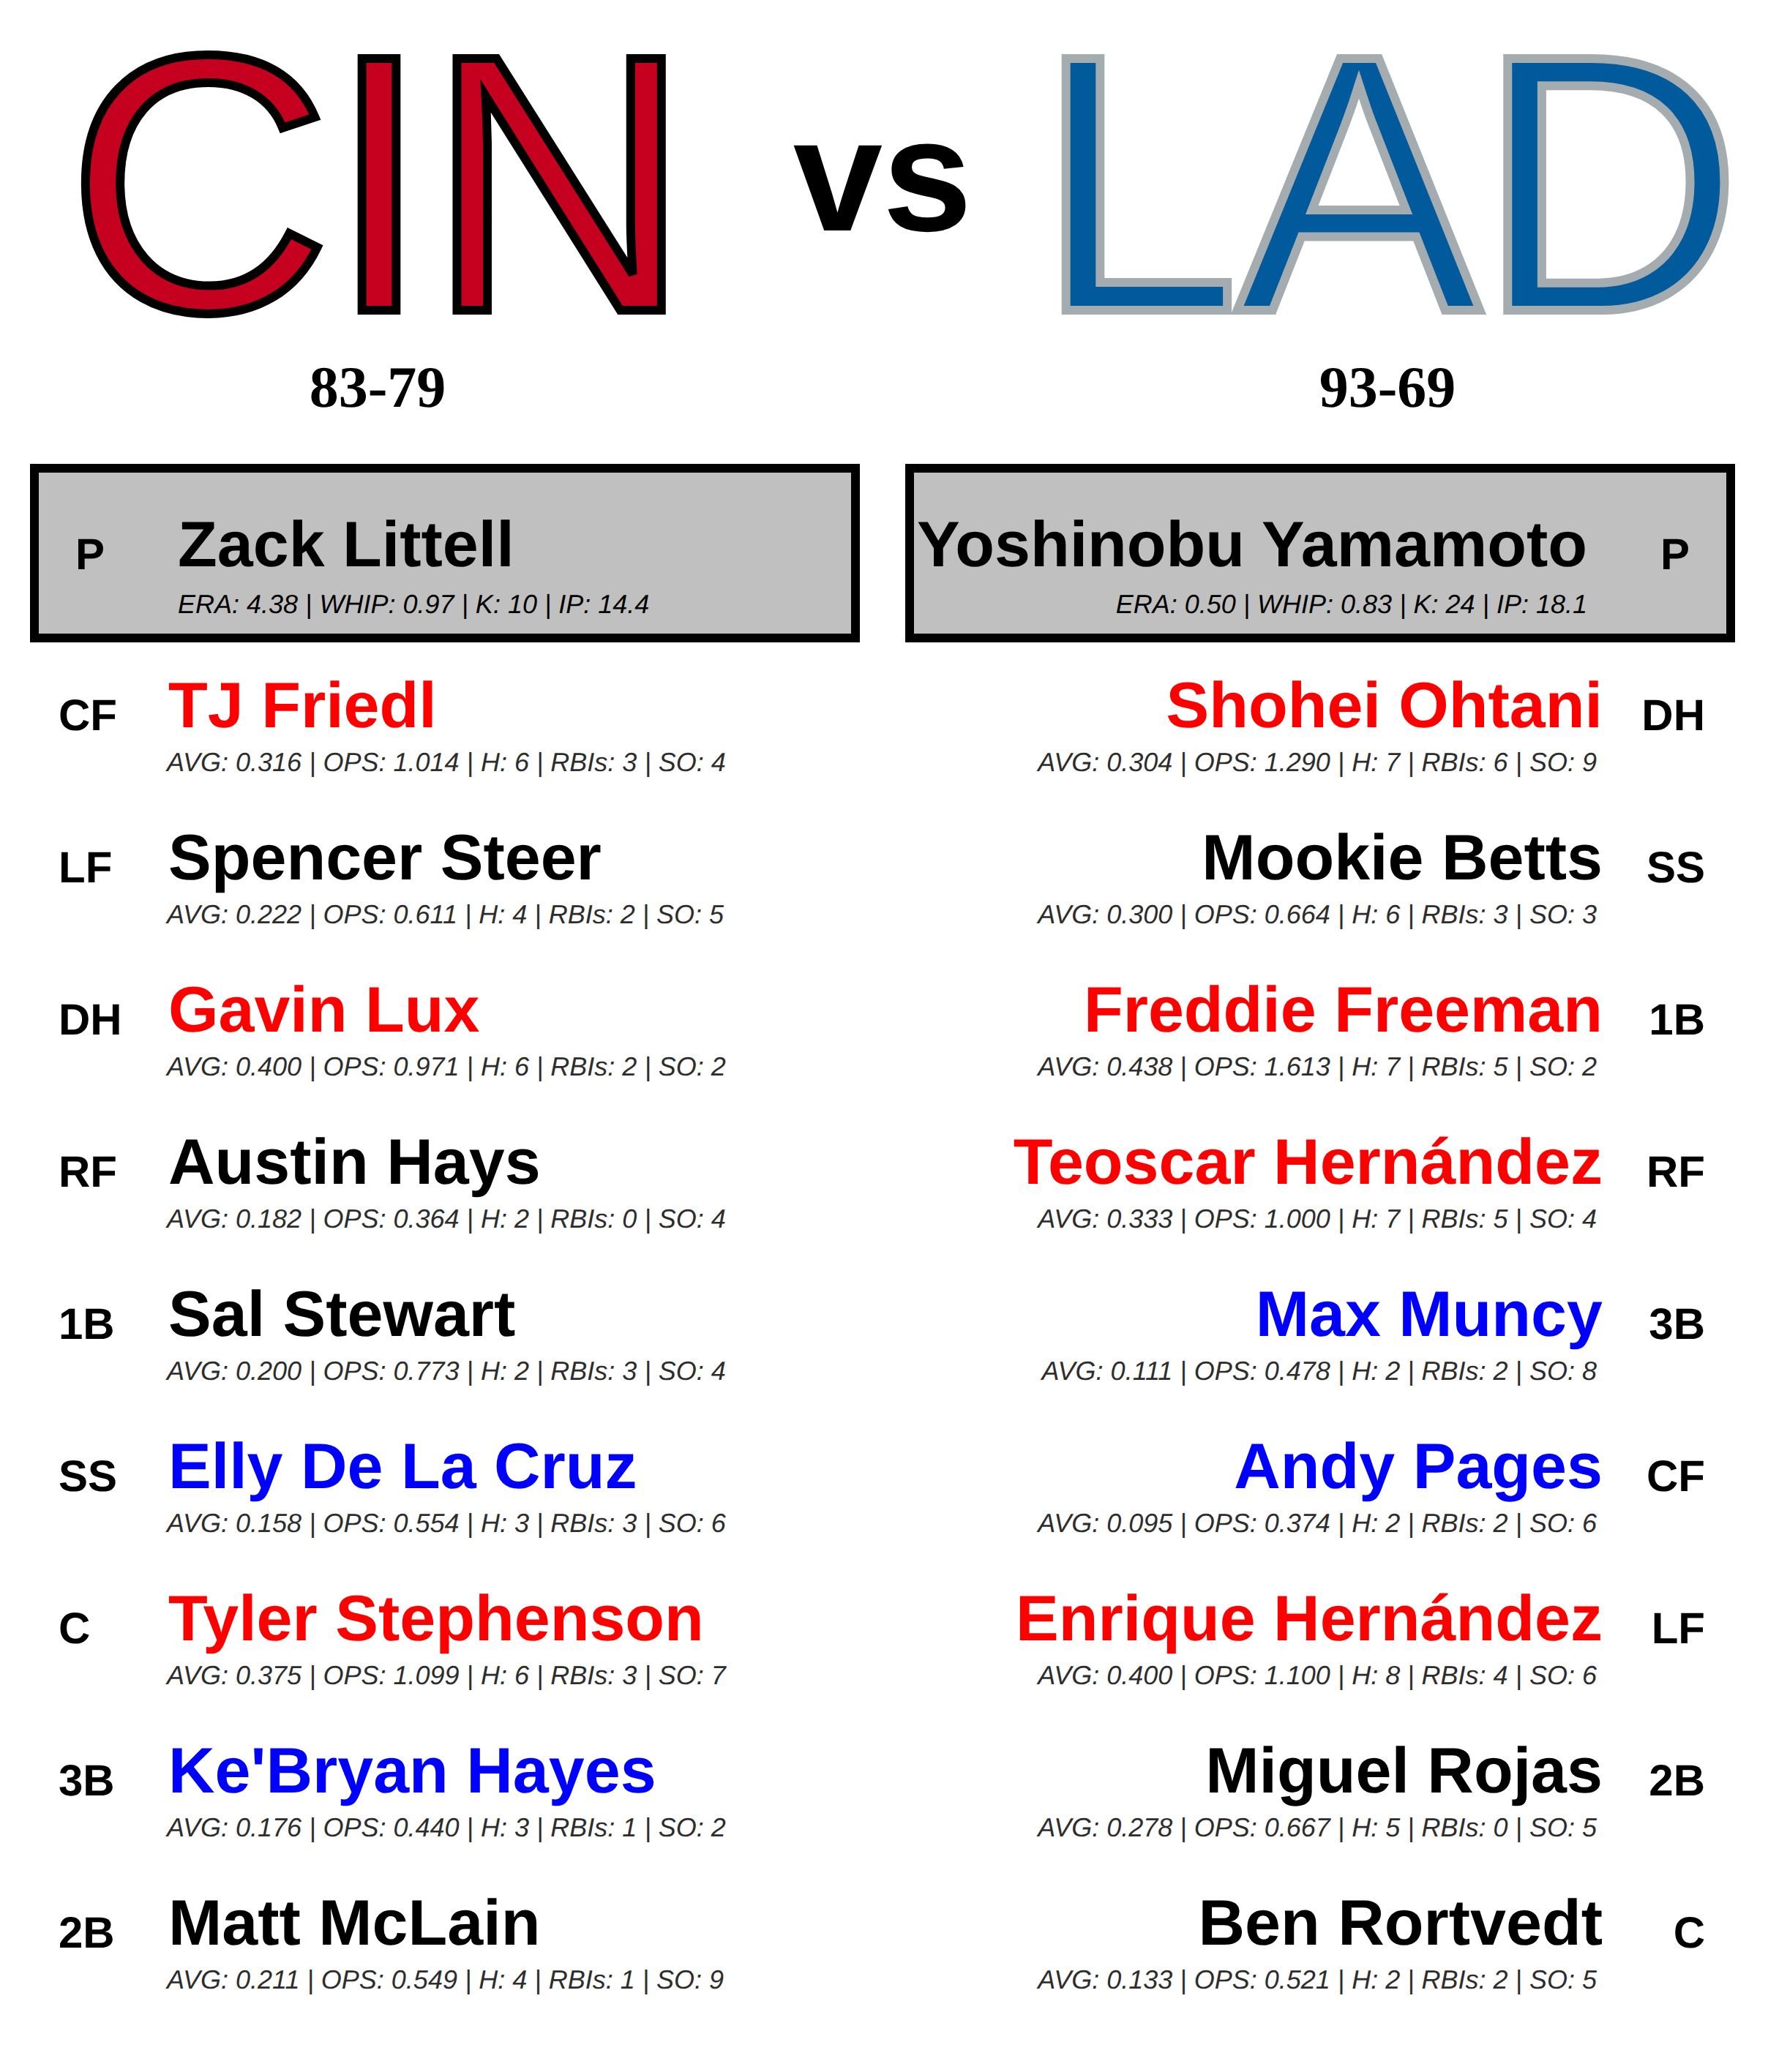 CIN vs LAD
83-79
93-69
P Zack Littell
ERA: 4.38 | WHIP: 0.97 | K: 10 | IP: 14.4
Yoshinobu Yamamoto P
ERA: 0.50 | WHIP: 0.83 | K: 24 | IP: 18.1
CF TJ Friedl
AVG: 0.316 | OPS: 1.014 | H: 6 | RBIs: 3 | SO: 4
LF Spencer Steer
AVG: 0.222 | OPS: 0.611 | H: 4 | RBIs: 2 | SO: 5
DH Gavin Lux
AVG: 0.400 | OPS: 0.971 | H: 6 | RBIs: 2 | SO: 2
RF Austin Hays
AVG: 0.182 | OPS: 0.364 | H: 2 | RBIs: 0 | SO: 4
1B Sal Stewart
AVG: 0.200 | OPS: 0.773 | H: 2 | RBIs: 3 | SO: 4
SS Elly De La Cruz
AVG: 0.158 | OPS: 0.554 | H: 3 | RBIs: 3 | SO: 6
C Tyler Stephenson
AVG: 0.375 | OPS: 1.099 | H: 6 | RBIs: 3 | SO: 7
3B Ke'Bryan Hayes
AVG: 0.176 | OPS: 0.440 | H: 3 | RBIs: 1 | SO: 2
2B Matt McLain
AVG: 0.211 | OPS: 0.549 | H: 4 | RBIs: 1 | SO: 9
Shohei Ohtani DH
AVG: 0.304 | OPS: 1.290 | H: 7 | RBIs: 6 | SO: 9
Mookie Betts SS
AVG: 0.300 | OPS: 0.664 | H: 6 | RBIs: 3 | SO: 3
Freddie Freeman 1B
AVG: 0.438 | OPS: 1.613 | H: 7 | RBIs: 5 | SO: 2
Teoscar Hernández RF
AVG: 0.333 | OPS: 1.000 | H: 7 | RBIs: 5 | SO: 4
Max Muncy 3B
AVG: 0.111 | OPS: 0.478 | H: 2 | RBIs: 2 | SO: 8
Andy Pages CF
AVG: 0.095 | OPS: 0.374 | H: 2 | RBIs: 2 | SO: 6
Enrique Hernández LF
AVG: 0.400 | OPS: 1.100 | H: 8 | RBIs: 4 | SO: 6
Miguel Rojas 2B
AVG: 0.278 | OPS: 0.667 | H: 5 | RBIs: 0 | SO: 5
Ben Rortvedt C
AVG: 0.133 | OPS: 0.521 | H: 2 | RBIs: 2 | SO: 5